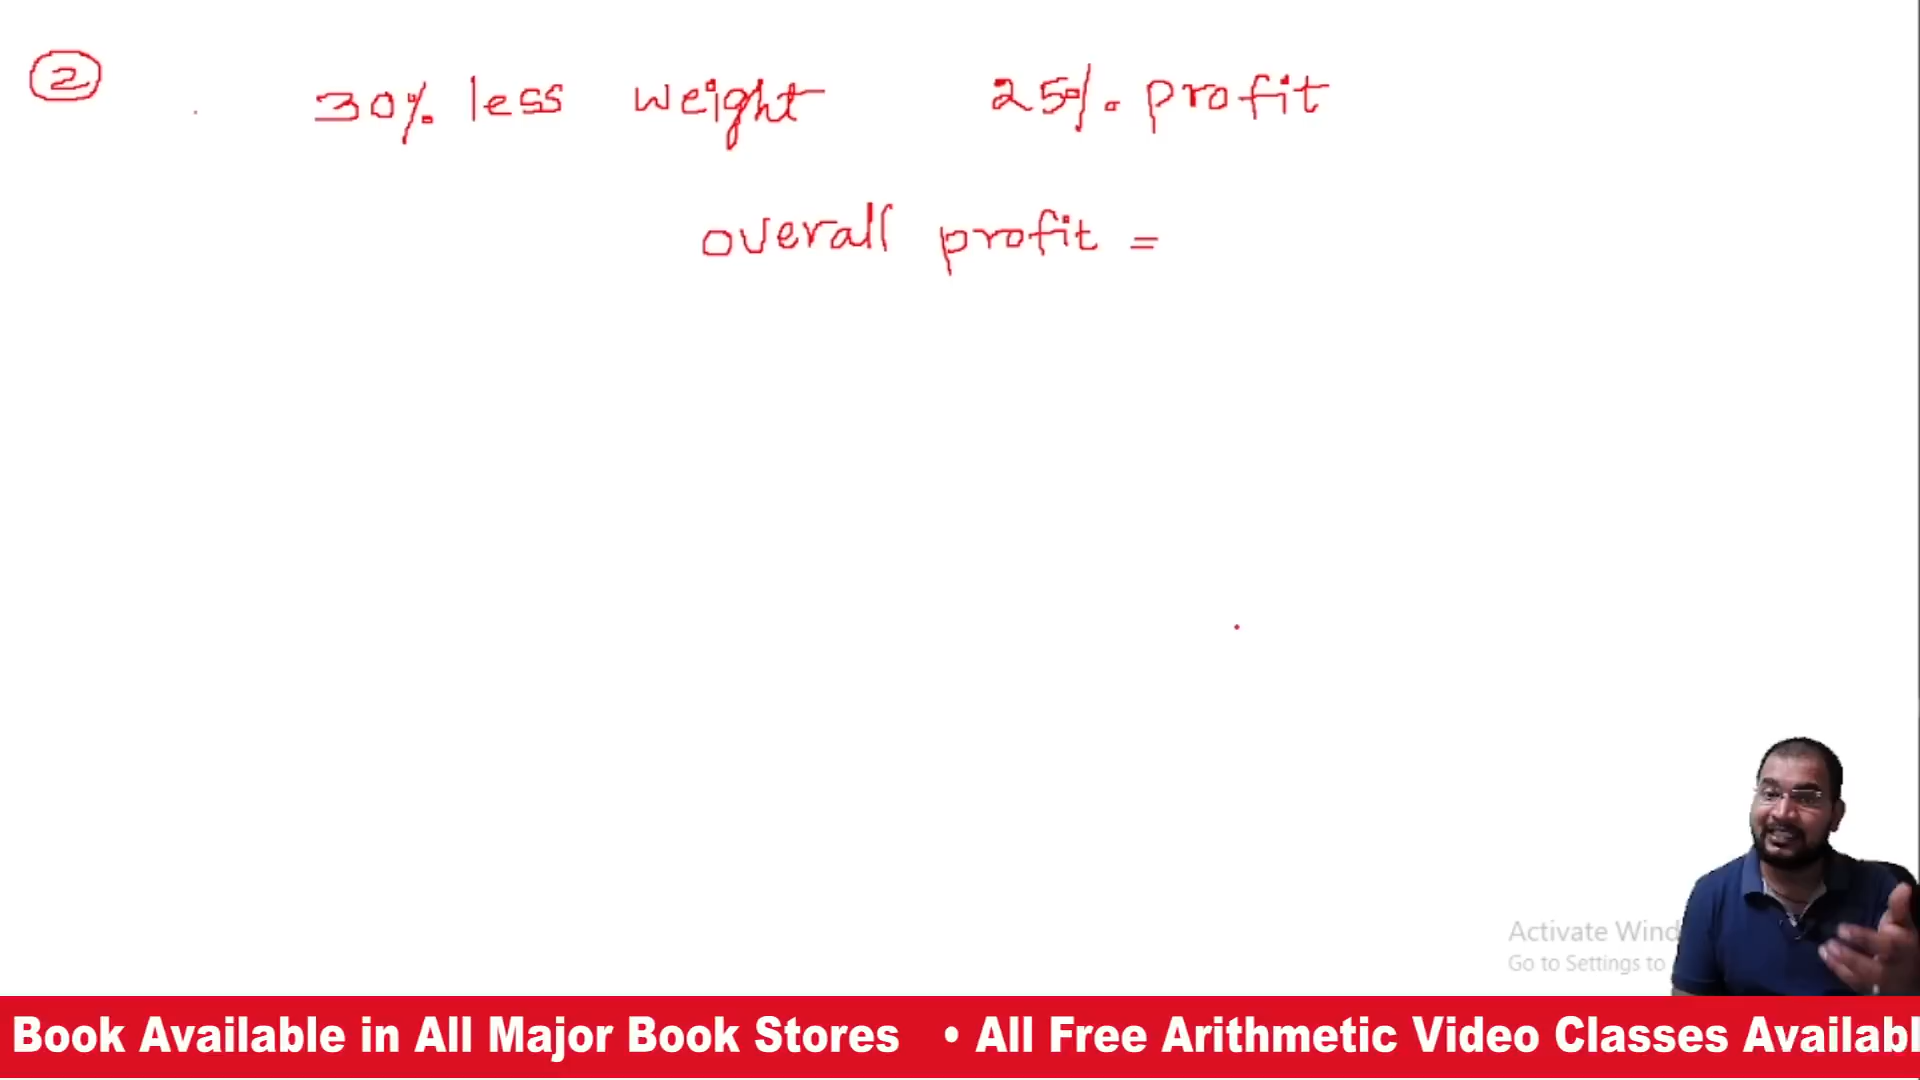 2
30% less weight 25%. profit
overall profit =
Activate Wind
Go to Settings to
Book Available in All Major Book Stores • All Free Arithmetic Video Classes Availabl